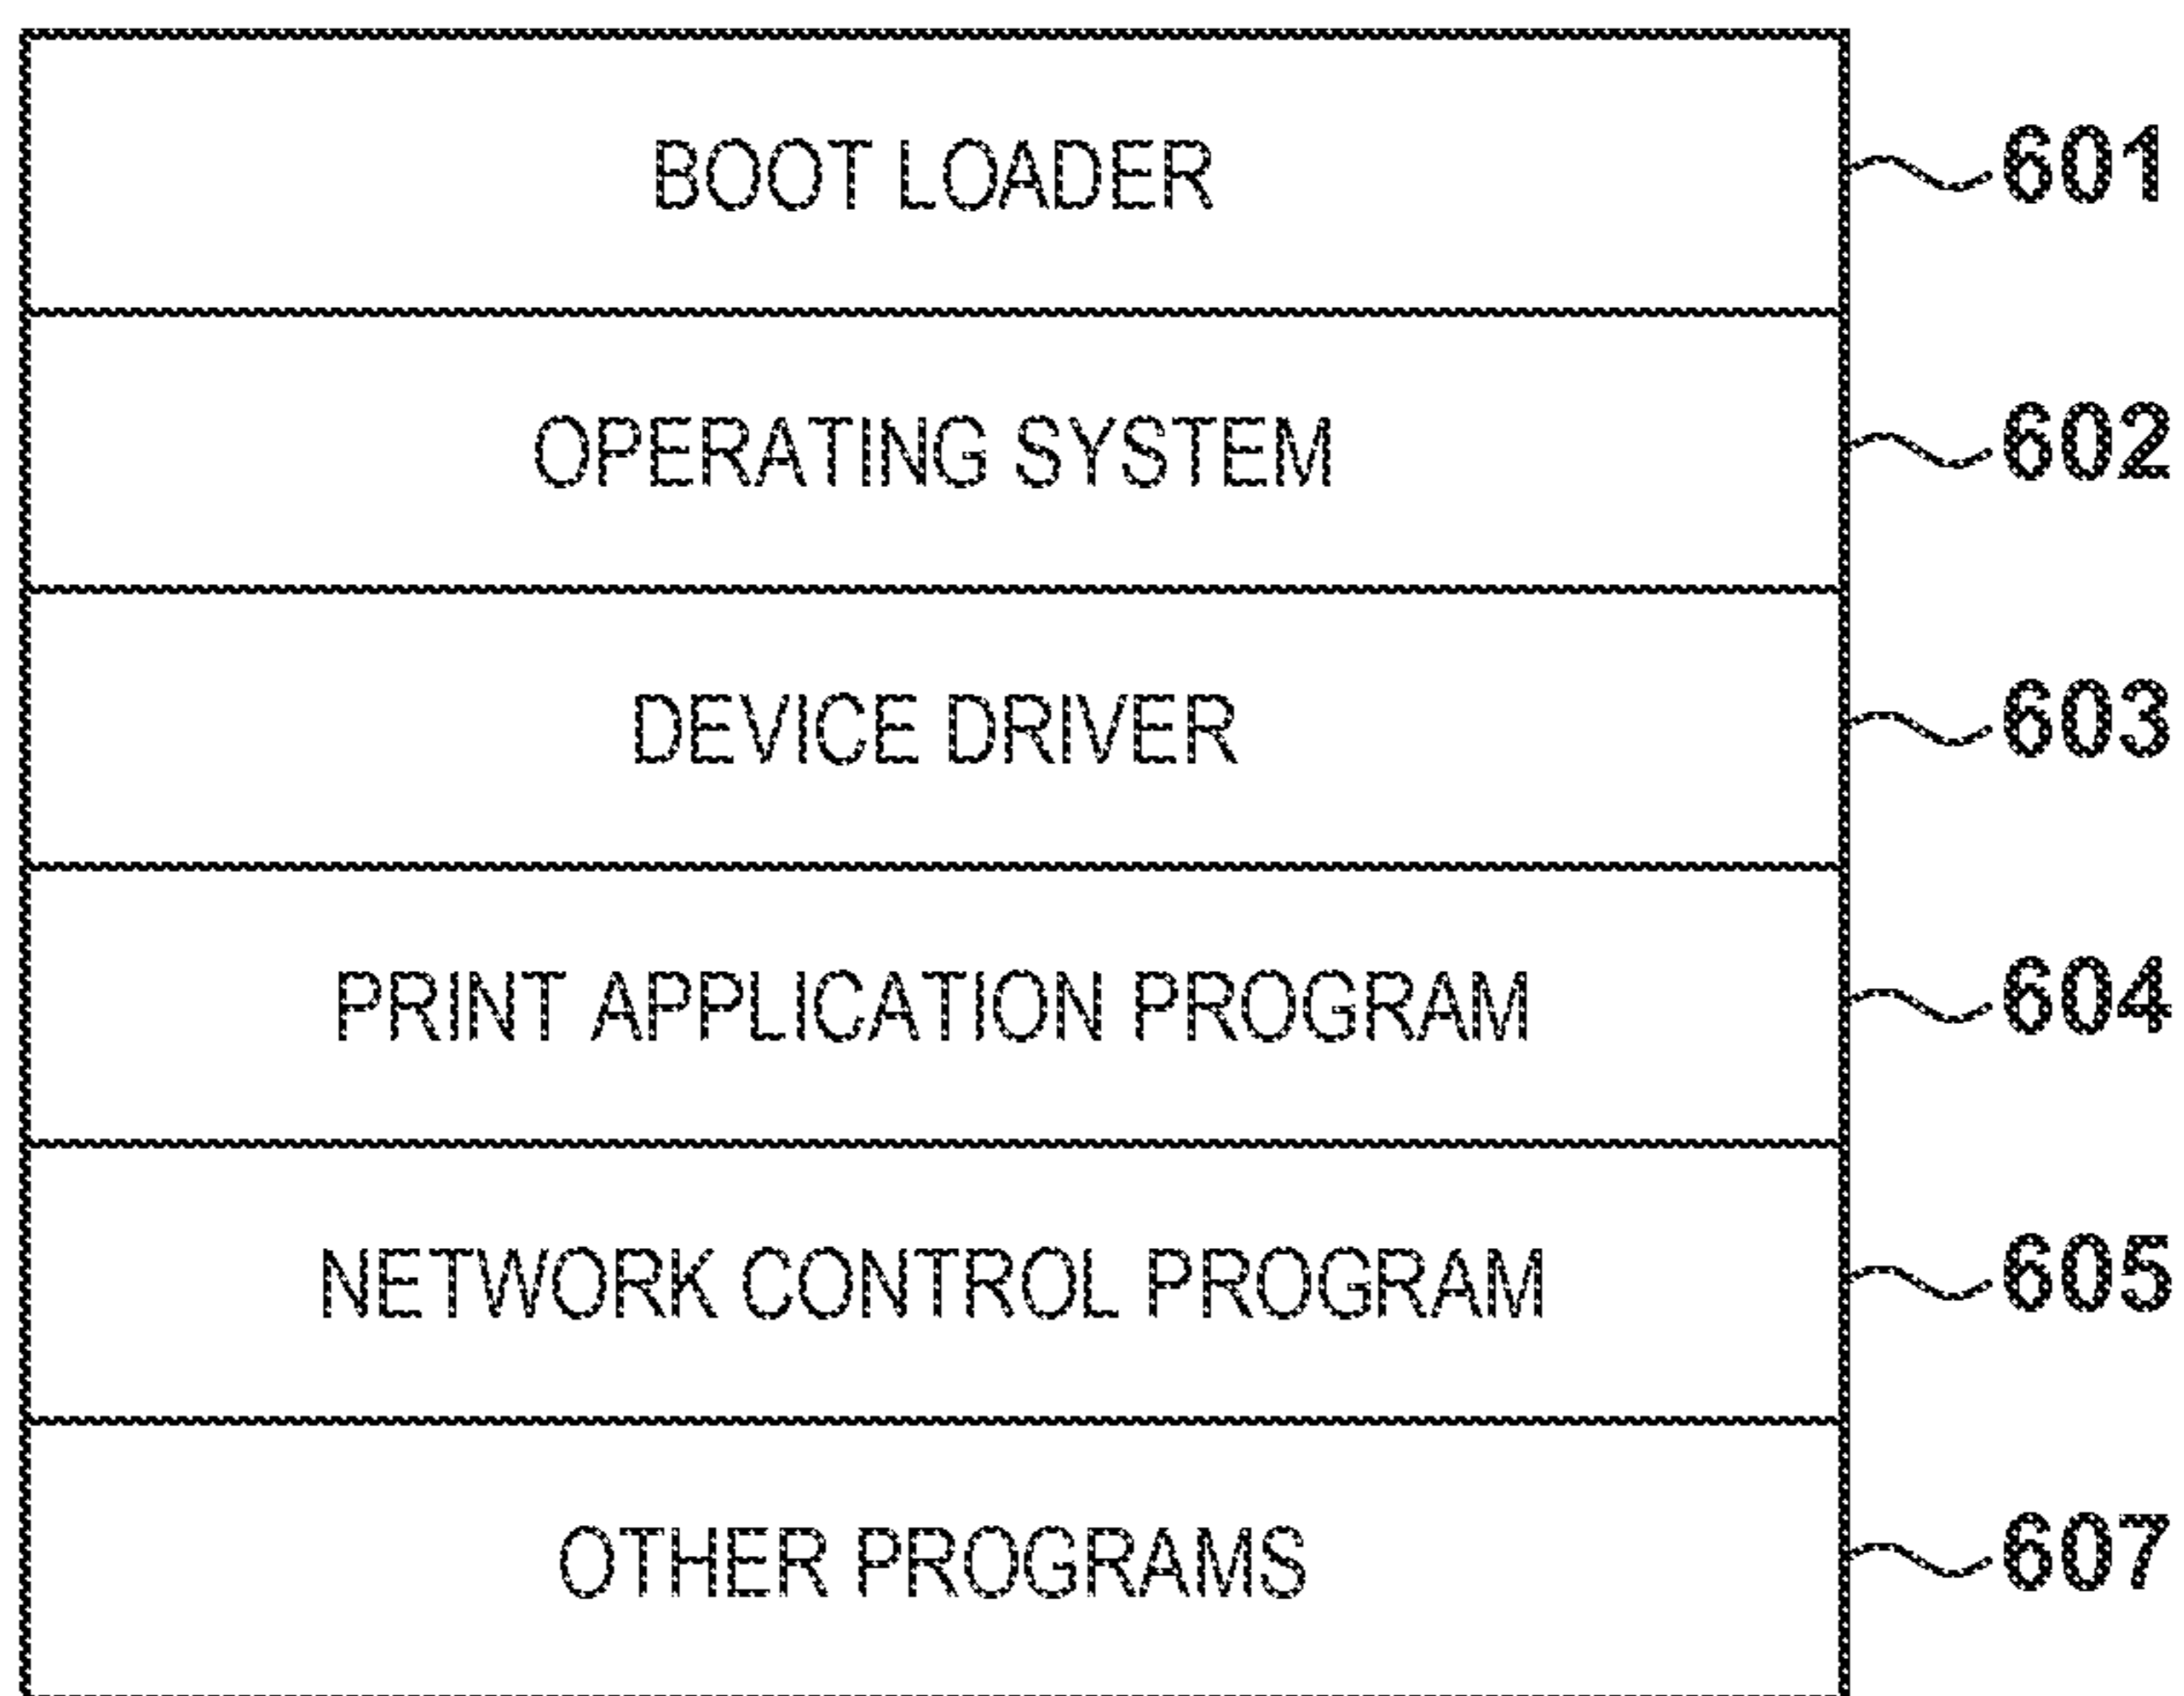 BOOT LOADER 601
OPERATING SYSTEM 602
DEVICE DRIVER 603
PRINT APPLICATION PROGRAM 604
NETWORK CONTROL PROGRAM 605
OTHER PROGRAMS 607